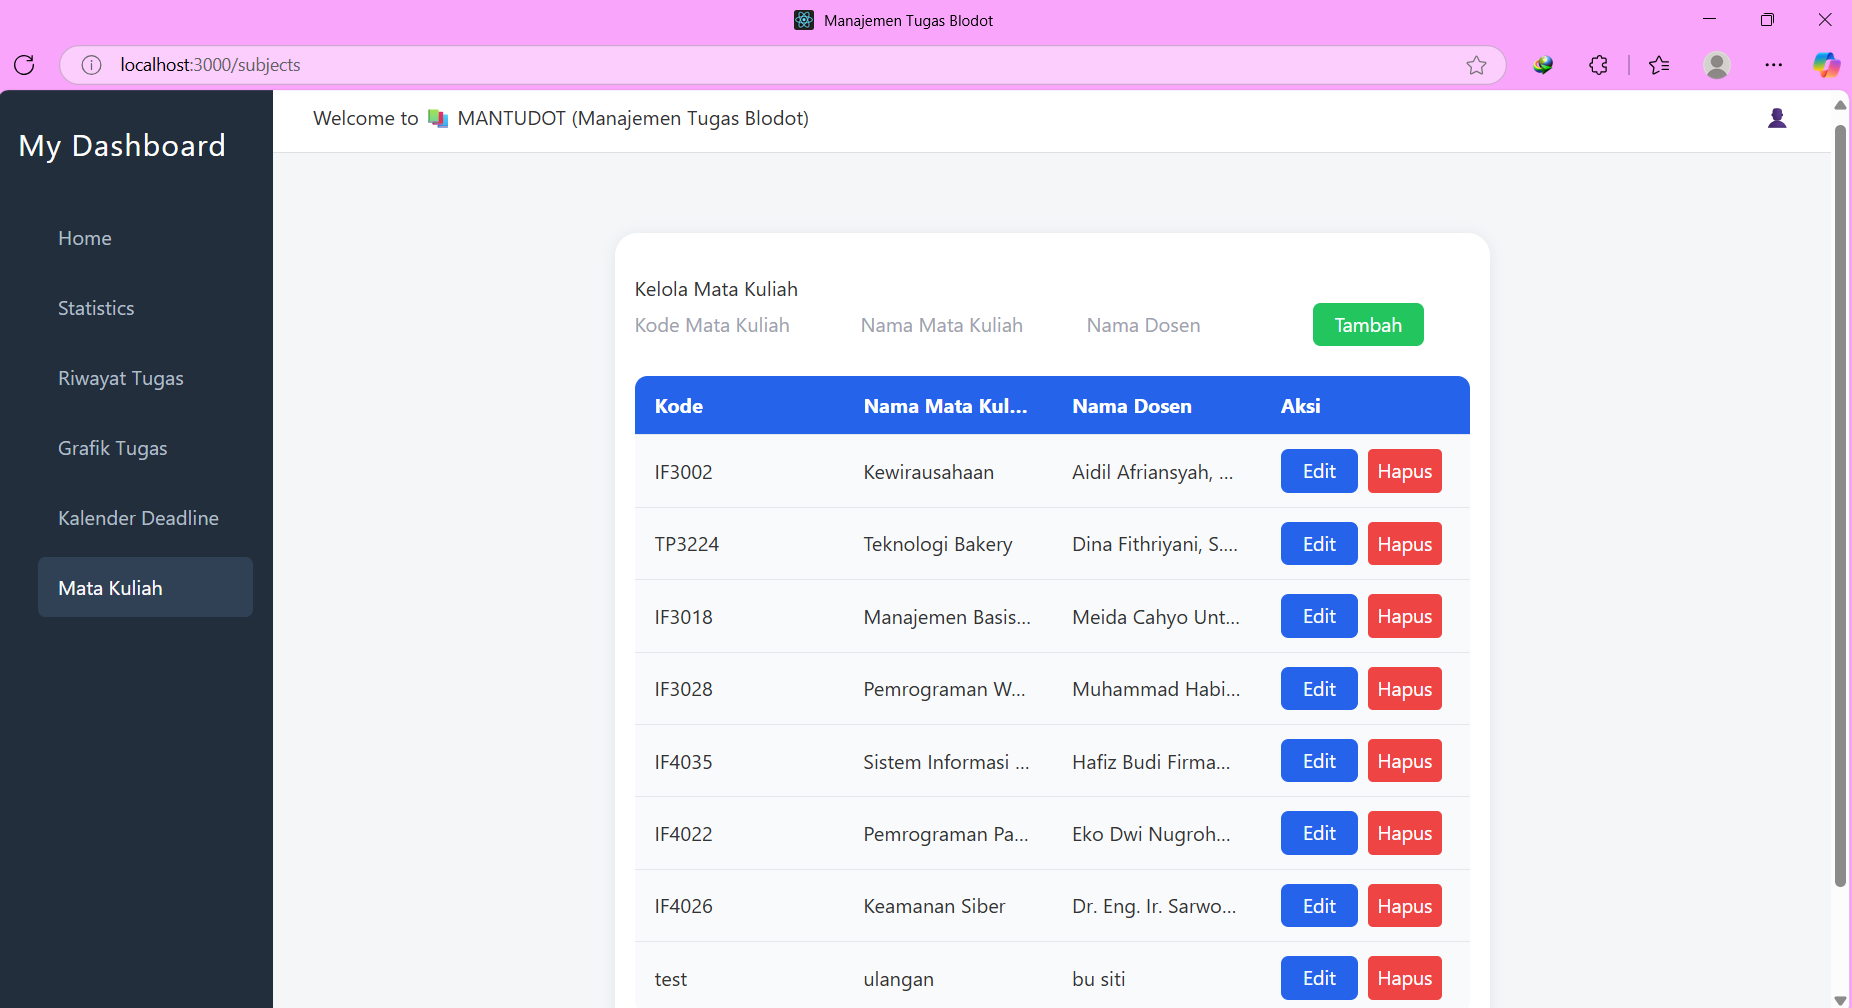 Manajemen Tugas Blodot
localhost:3000/subjects
My Dashboard
Welcome to 📚 MANTUDOT (Manajemen Tugas Blodot)
Home
Statistics
Riwayat Tugas
Grafik Tugas
Kalender Deadline
Mata Kuliah
Kelola Mata Kuliah
Kode Mata Kuliah Nama Mata Kuliah Nama Dosen Tambah
Kode Nama Mata Kul... Nama Dosen Aksi
IF3002 Kewirausahaan Aidil Afriansyah, ... Edit Hapus
TP3224 Teknologi Bakery Dina Fithriyani, S.... Edit Hapus
IF3018 Manajemen Basis... Meida Cahyo Unt... Edit Hapus
IF3028 Pemrograman W... Muhammad Habi... Edit Hapus
IF4035 Sistem Informasi ... Hafiz Budi Firma... Edit Hapus
IF4022 Pemrograman Pa... Eko Dwi Nugroh... Edit Hapus
IF4026 Keamanan Siber Dr. Eng. Ir. Sarwo... Edit Hapus
test ulangan bu siti Edit Hapus